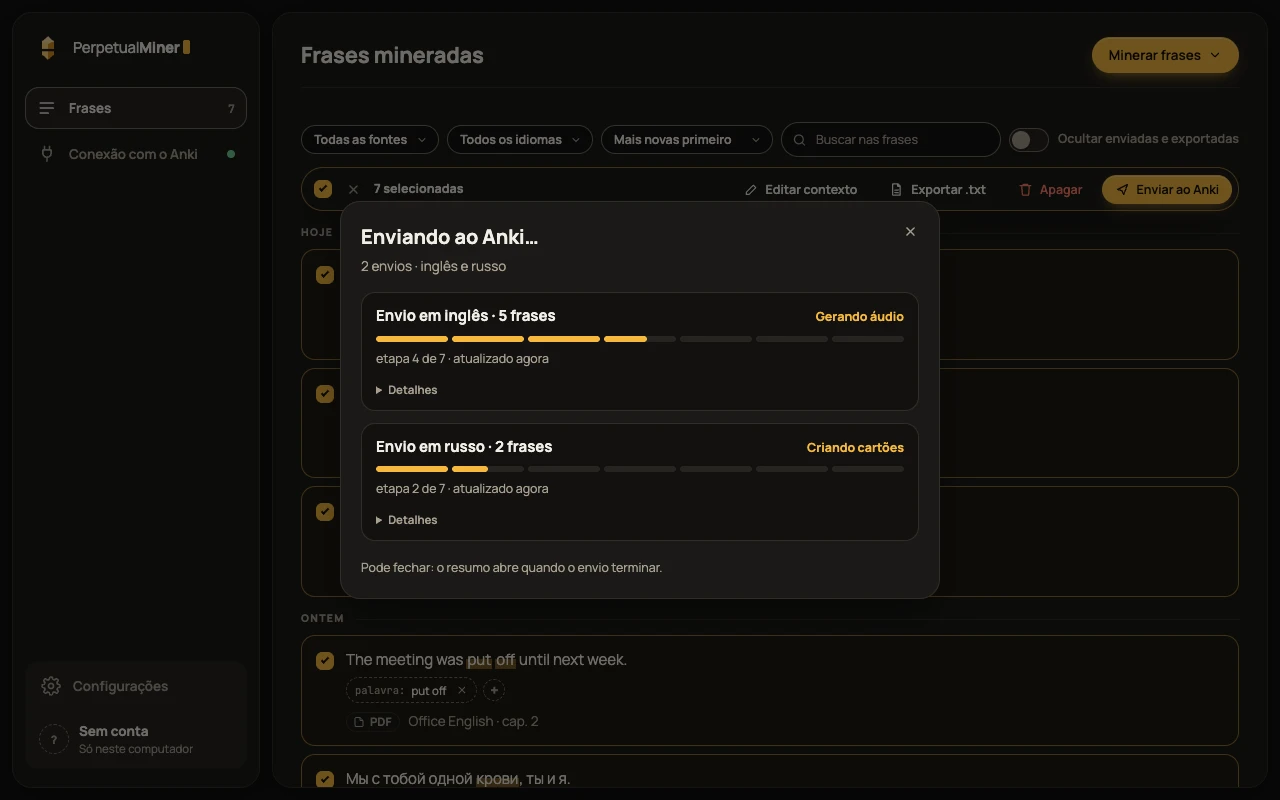 PerpetualMiner
Frases 7
Conexão com o Anki
Configurações
?
Sem conta
Só neste computador
Frases mineradas
Minerar frases
Todas as fontes
Todos os idiomas
Mais novas primeiro
Buscar nas frases
Ocultar enviadas e exportadas
7 selecionadas
Editar contexto
Exportar .txt
Apagar
Enviar ao Anki
HOJE
Enviando ao Anki…
2 envios · inglês e russo
Envio em inglês · 5 frases
Gerando áudio
etapa 4 de 7 · atualizado agora
Detalhes
Envio em russo · 2 frases
Criando cartões
etapa 2 de 7 · atualizado agora
Detalhes
Pode fechar: o resumo abre quando o envio terminar.
ONTEM
The meeting was put off until next week.
palavra: put off × +
PDF Office English · cap. 2
Мы с тобой одной крови, ты и я.